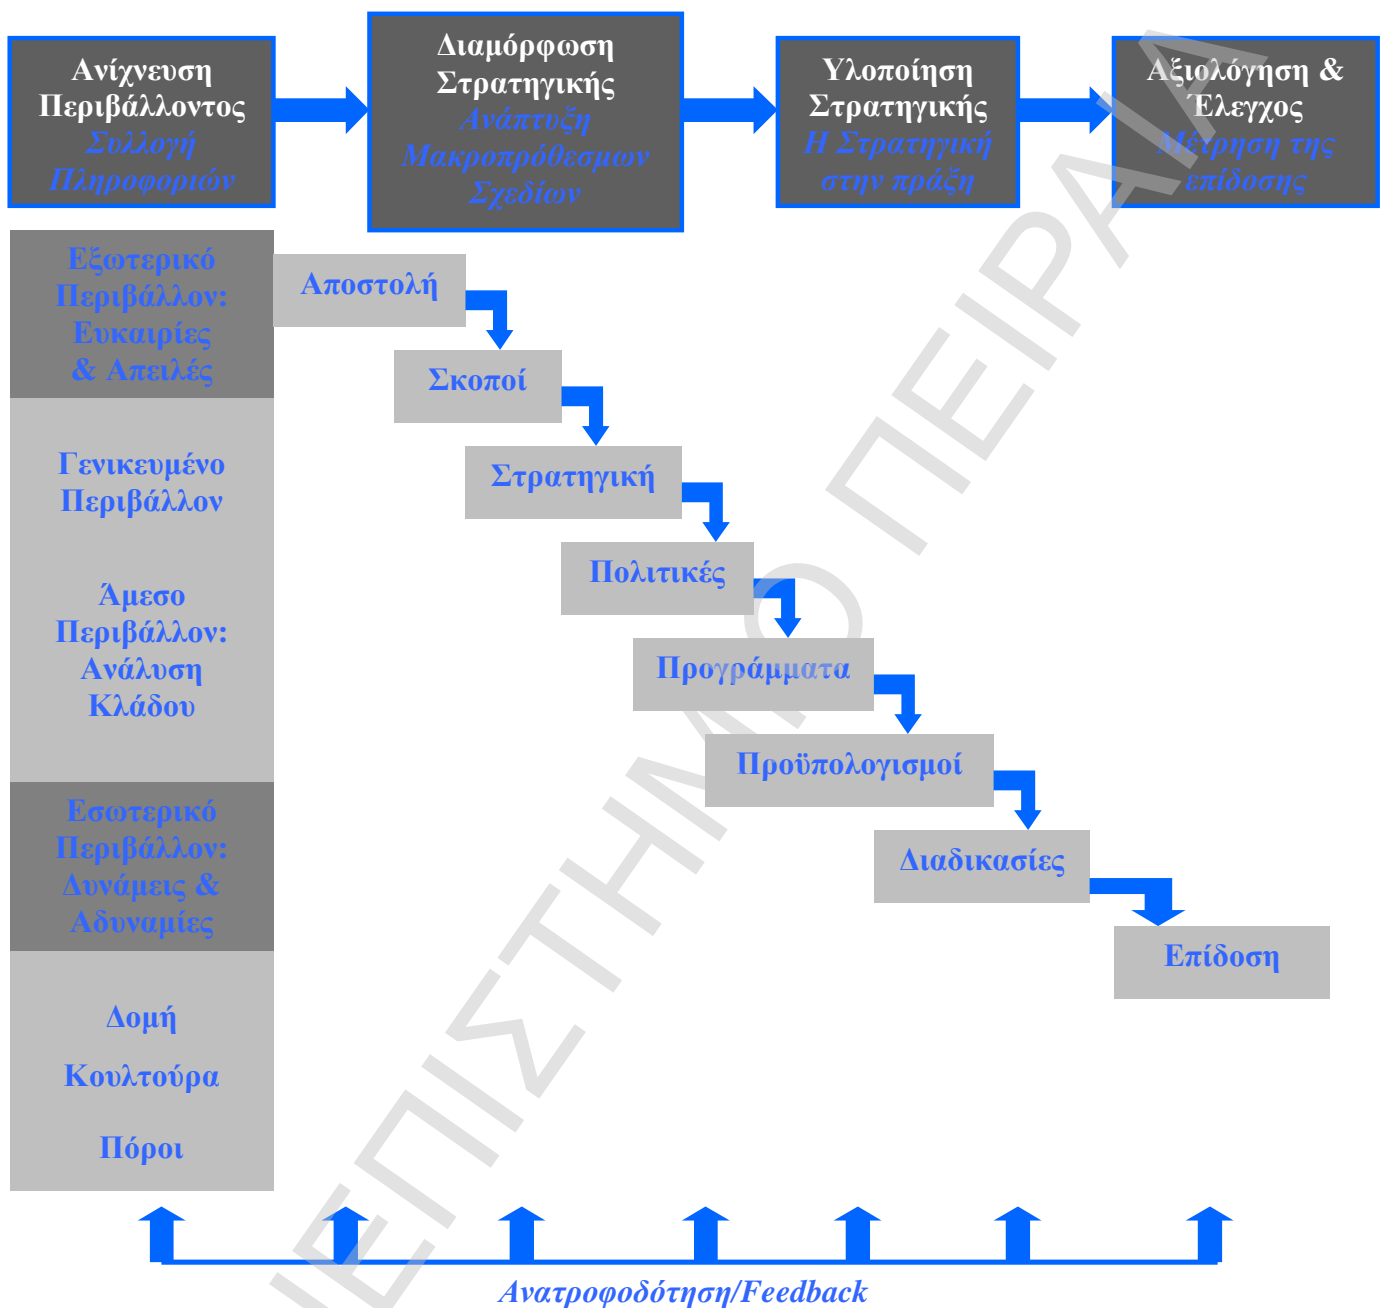 Ανίχνευση
Περιβάλλοντος
Συλλογή
Πληροφοριών
Διαμόρφωση
Στρατηγικής
Ανάπτυξη
Μακροπρόθεσμων
Σχεδίων
Υλοποίηση
Στρατηγικής
Η Στρατηγική
στην πράξη
Αξιολόγηση &
Έλεγχος
Μέτρηση της
επίδοσης
Εξωτερικό
Περιβάλλον:
Ευκαιρίες
& Απειλές
Γενικευμένο
Περιβάλλον
Άμεσο
Περιβάλλον:
Ανάλυση
Κλάδου
Εσωτερικό
Περιβάλλον:
Δυνάμεις &
Αδυναμίες
Δομή
Κουλτούρα
Πόροι
Αποστολή
Σκοποί
Στρατηγική
Πολιτικές
Προγράμματα
Προϋπολογισμοί
Διαδικασίες
Επίδοση
Ανατροφοδότηση/Feedback
ΠΕΙΡΑΙΑ